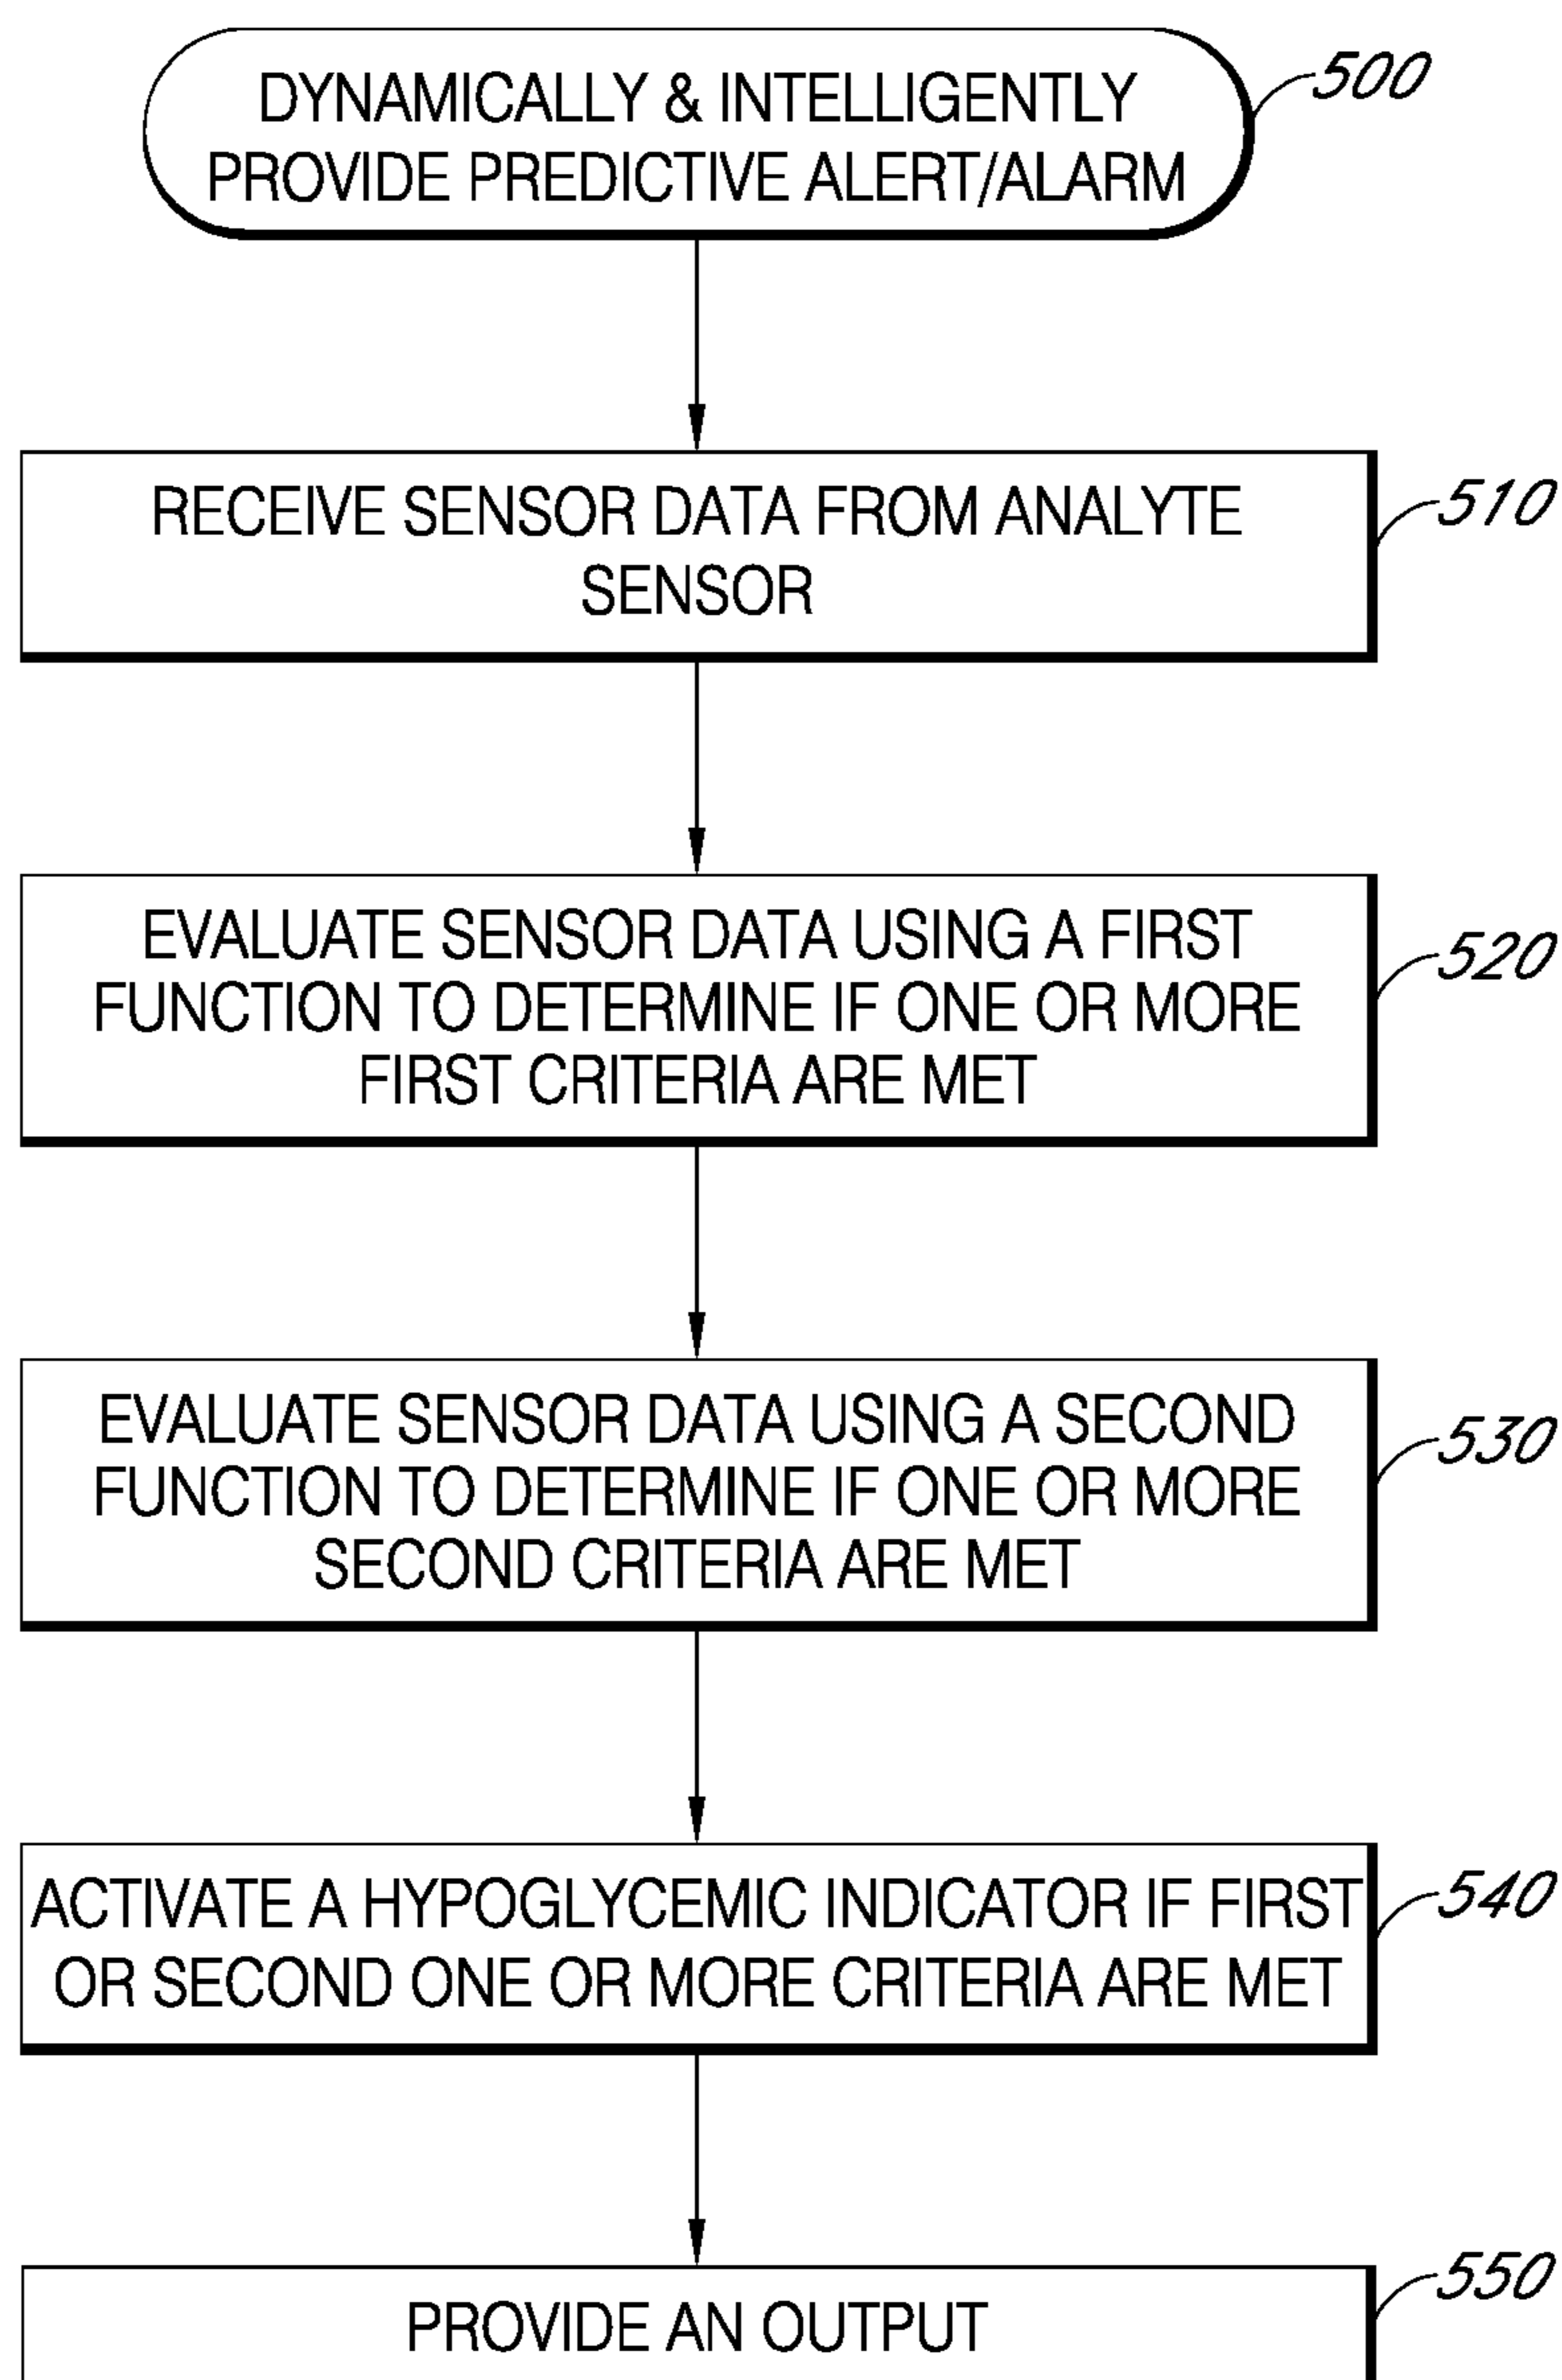 DYNAMICALLY & INTELLIGENTLY
PROVIDE PREDICTIVE ALERT/ALARM
500
RECEIVE SENSOR DATA FROM ANALYTE
SENSOR
510
EVALUATE SENSOR DATA USING A FIRST
FUNCTION TO DETERMINE IF ONE OR MORE
FIRST CRITERIA ARE MET
520
EVALUATE SENSOR DATA USING A SECOND
FUNCTION TO DETERMINE IF ONE OR MORE
SECOND CRITERIA ARE MET
530
ACTIVATE A HYPOGLYCEMIC INDICATOR IF FIRST
OR SECOND ONE OR MORE CRITERIA ARE MET
540
PROVIDE AN OUTPUT
550